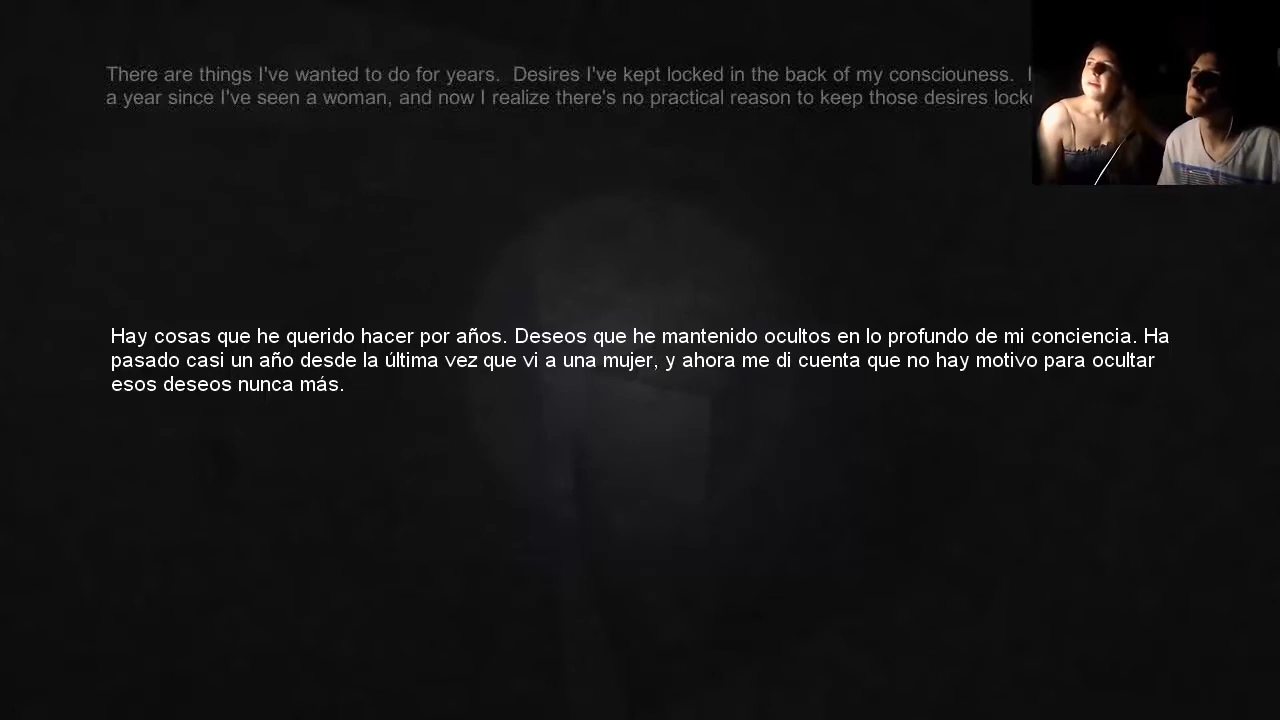 There are things I've wanted to do for years.  Desires I've kept locked in the back of my consciouness.
a year since I've seen a woman, and now I realize there's no practical reason to keep those desires
Hay cosas que he querido hacer por años. Deseos que he mantenido ocultos en lo profundo de mi conciencia. Ha
pasado casi un año desde la última vez que vi a una mujer, y ahora me di cuenta que no hay motivo para ocultar
esos deseos nunca más.